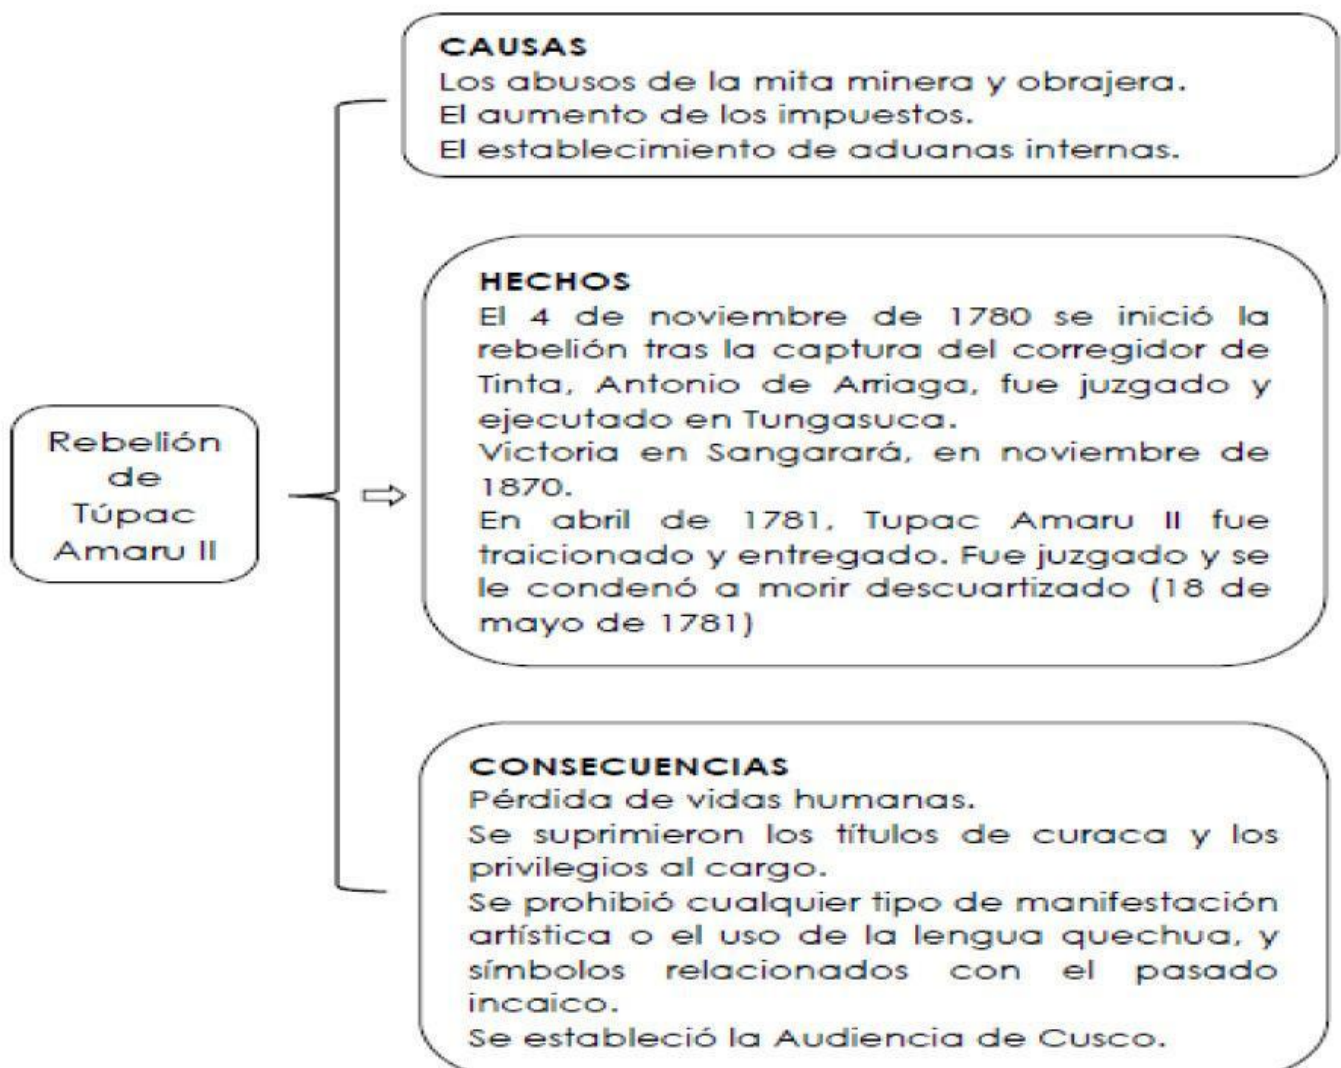 CAUSAS
Los abusos de la mita minera y obrajera.
El aumento de los impuestos.
El establecimiento de aduanas internas.
HECHOS
El 4 de noviembre de 1780 se inició la
rebelión tras la captura del corregidor de
Tinta, Antonio de Arriaga, fue juzgado y
ejecutado en Tungasuca.
Victoria en Sangarará, en noviembre de
1870.
En abril de 1781, Tupac Amaru II fue
traicionado y entregado. Fue juzgado y se
le condenó a morir descuartizado (18 de
mayo de 1781)
Rebelión
de
Túpac
Amaru II
CONSECUENCIAS
Pérdida de vidas humanas.
Se suprimieron los títulos de curaca y los
privilegios al cargo.
Se prohibió cualquier tipo de manifestación
artística o el uso de la lengua quechua, y
símbolos relacionados con el pasado
incaico.
Se estableció la Audiencia de Cusco.